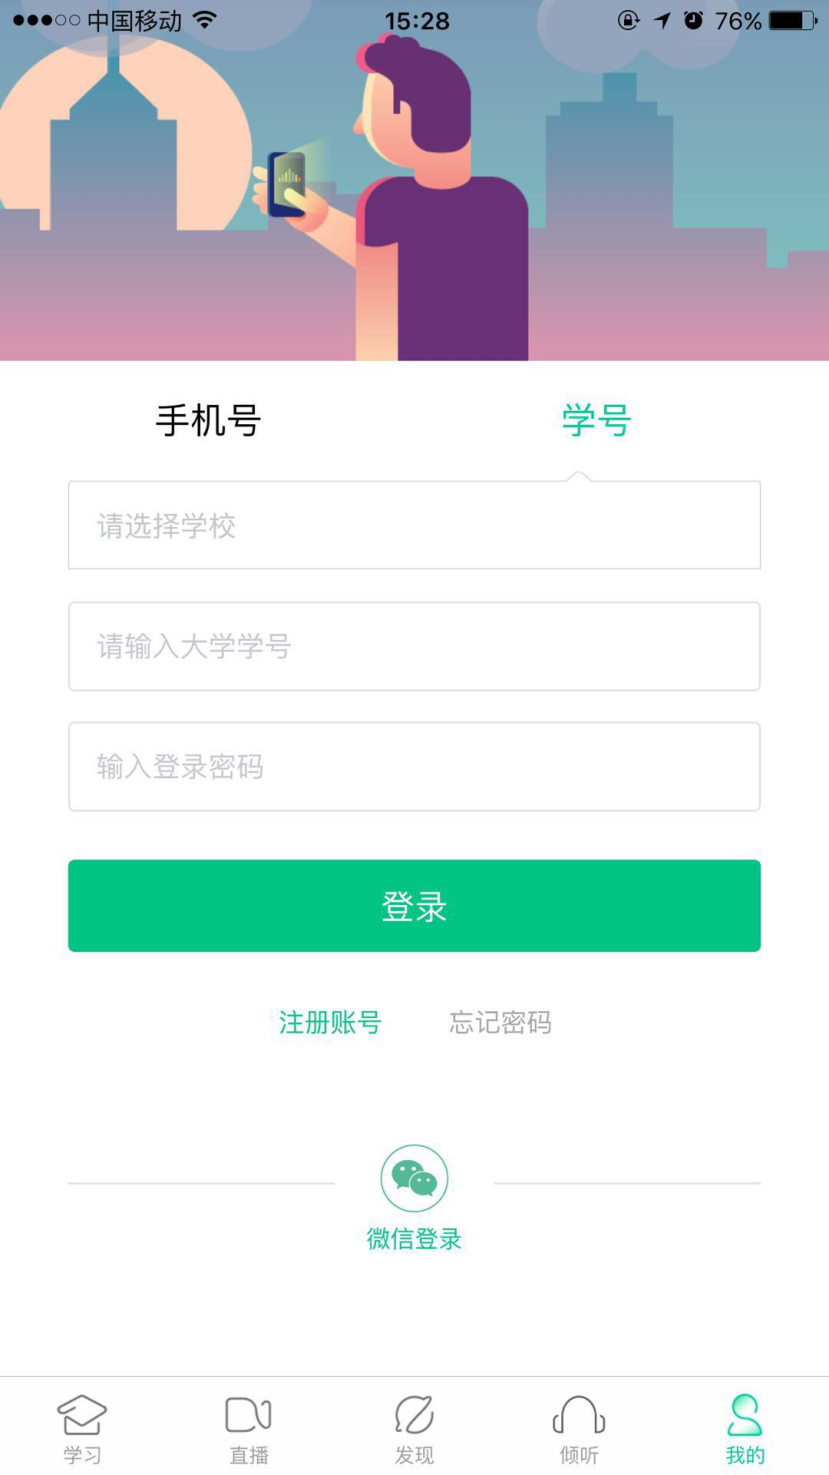 中国移动 15:28 76%
手机号 学号
请选择学校
请输入大学学号
输入登录密码
登录
注册账号 忘记密码
微信登录
学习 直播 发现 倾听 我的